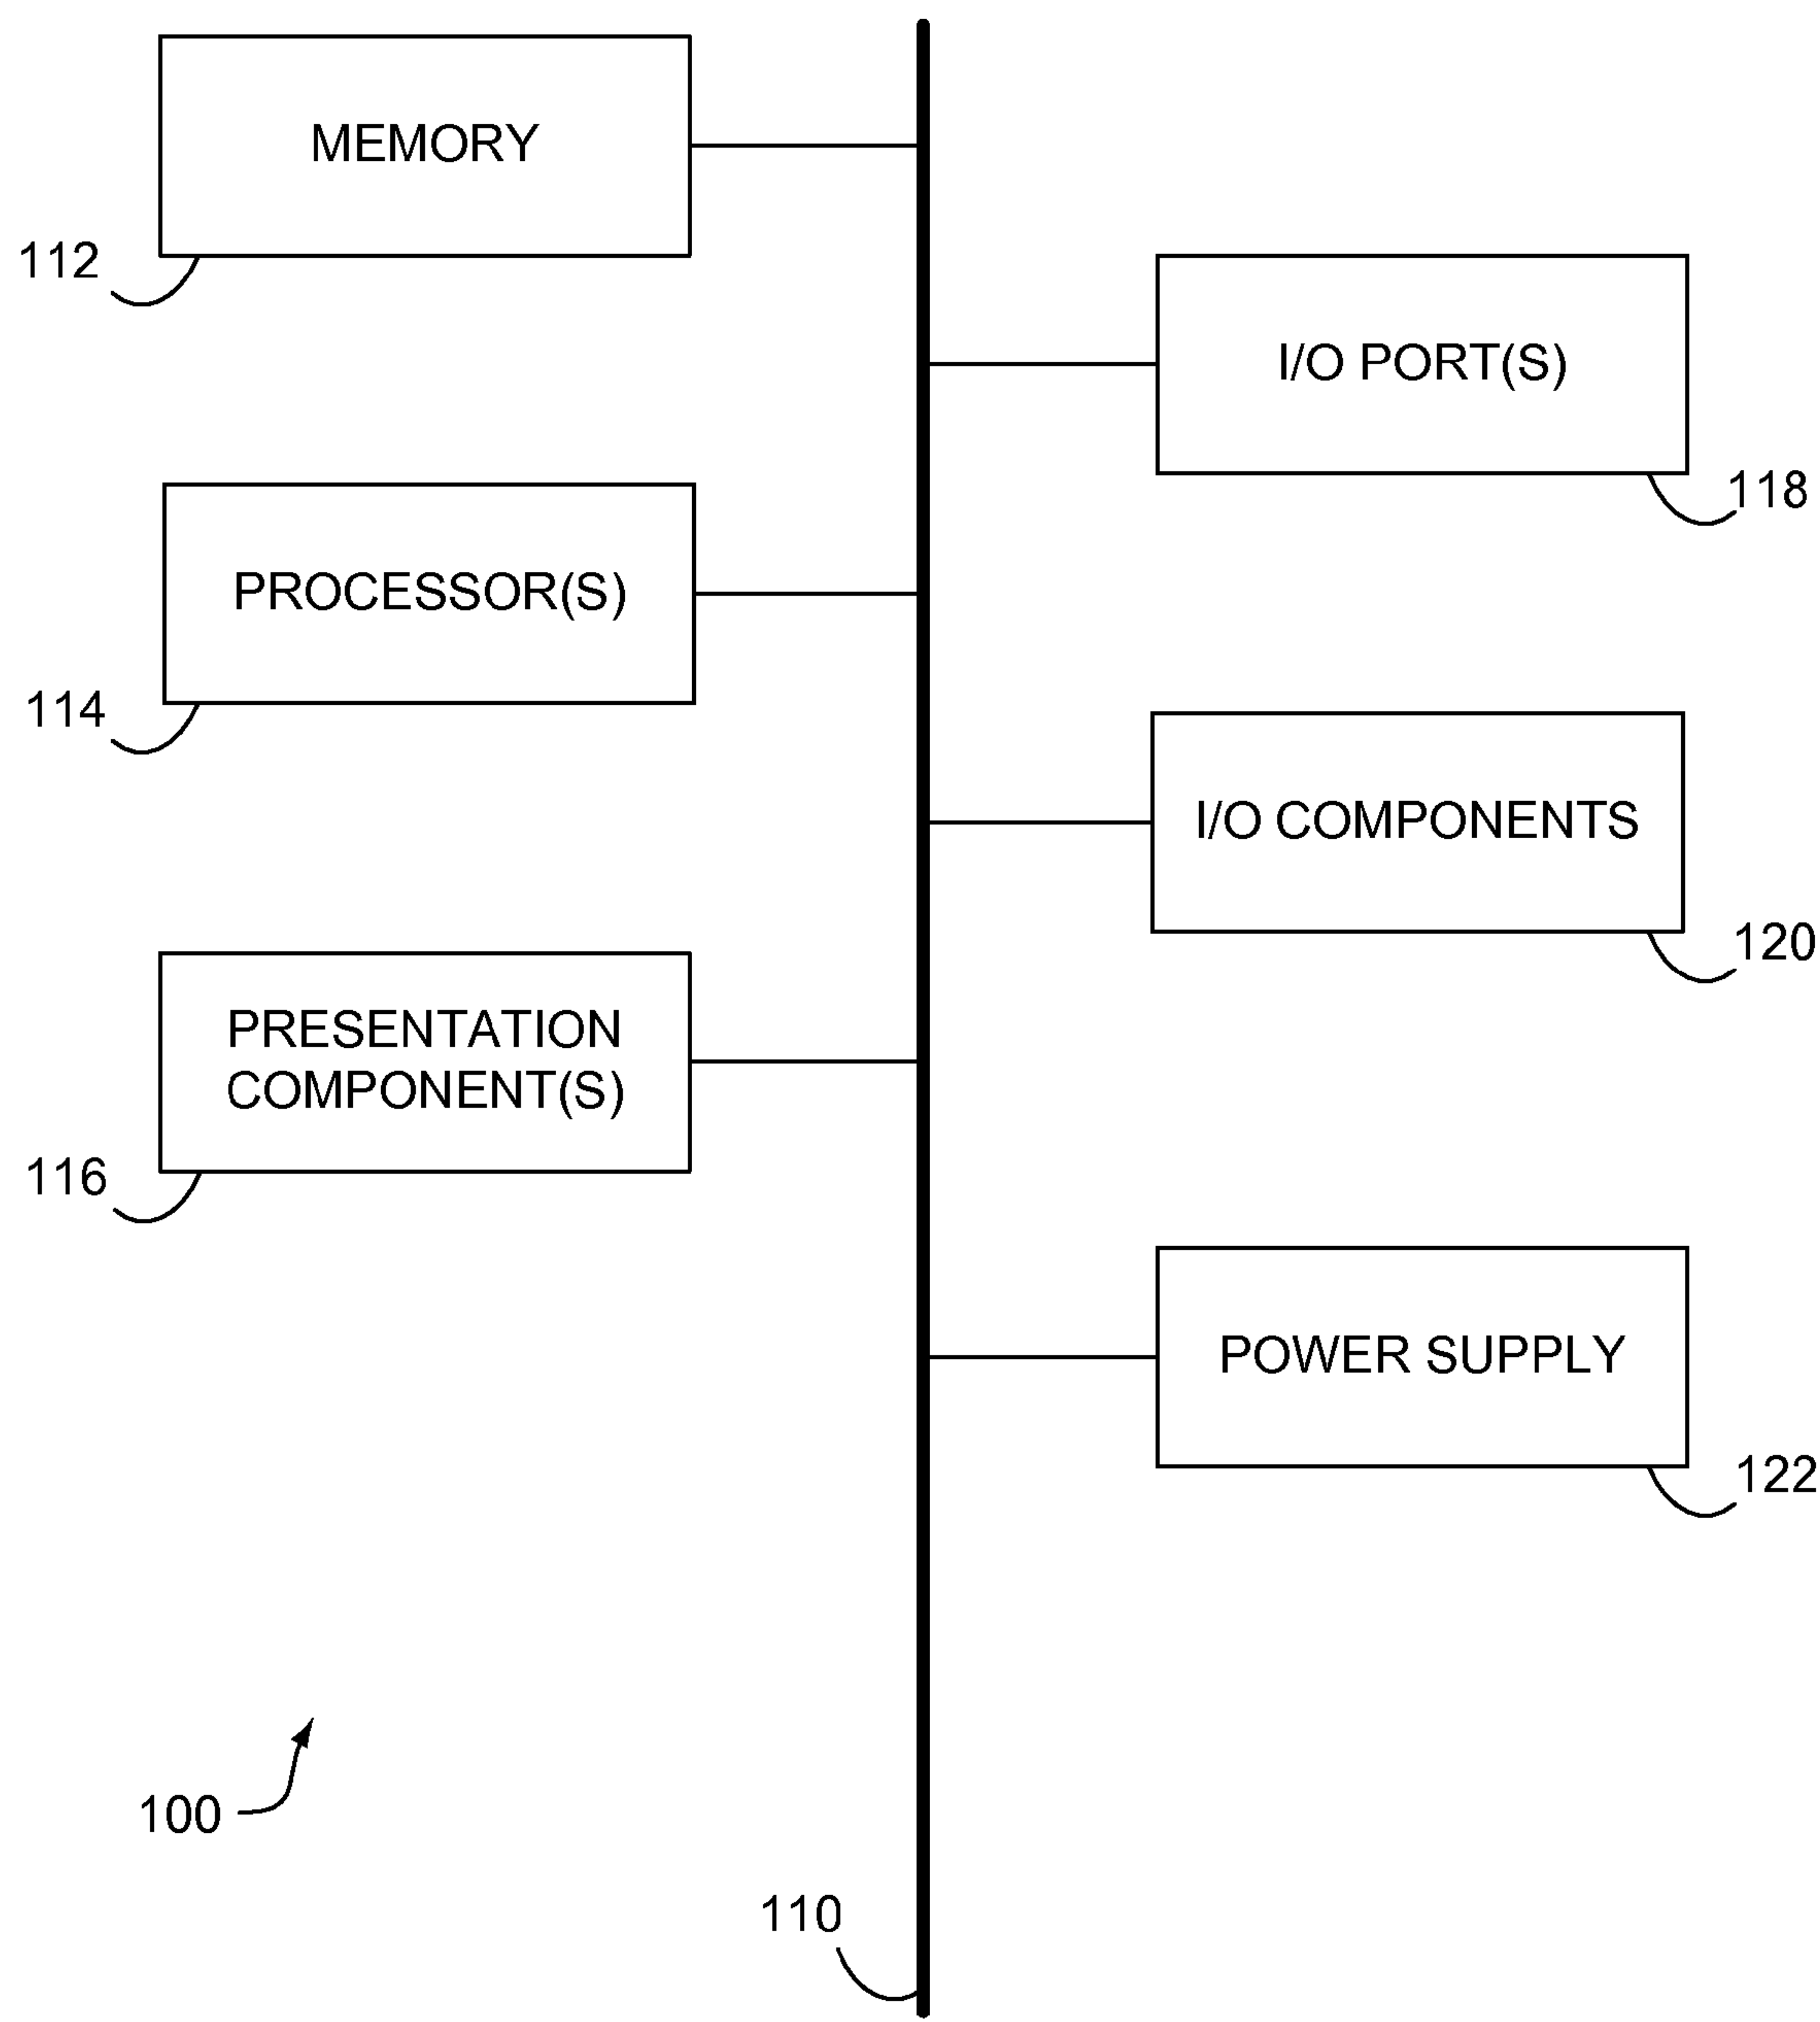 MEMORY
112
I/O PORT(S)
118
PROCESSOR(S)
114
I/O COMPONENTS
120
PRESENTATION
COMPONENT(S)
116
POWER SUPPLY
122
100
110